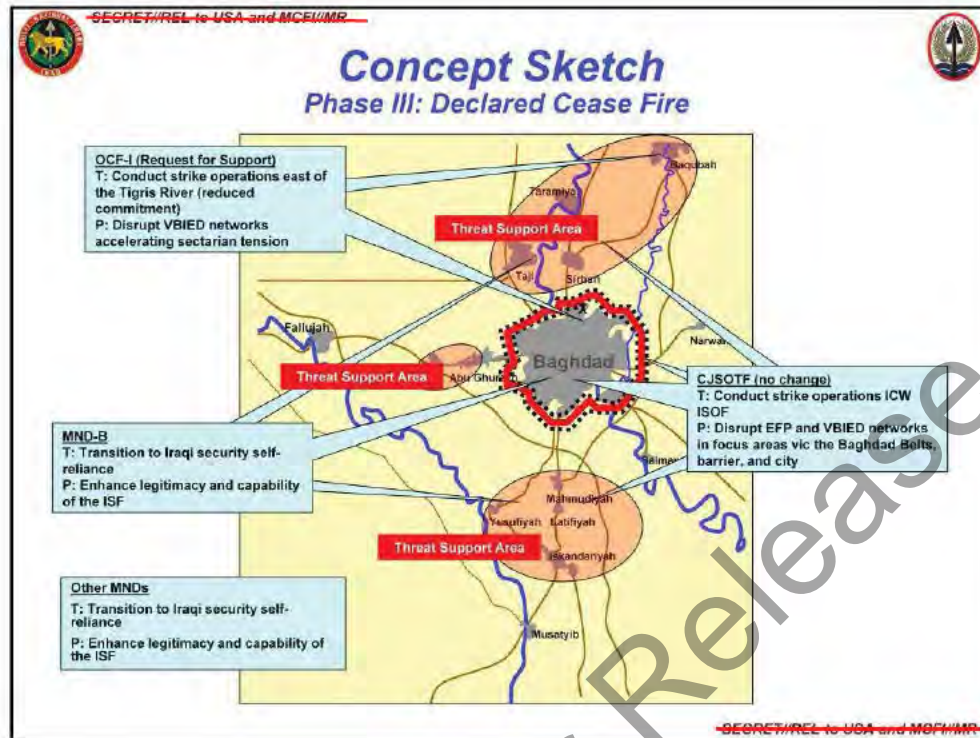 SECRET//REL to USA and MCFI//MR
Concept Sketch
Phase III: Declared Cease Fire
OCF-I (Request for Support)
T: Conduct strike operations east of
the Tigris River (reduced
commitment)
P: Disrupt VBIED networks
accelerating sectarian tension
Baqubah
Taramiya
Threat Support Area
Taji
Sirbah
Fallujah
Narwan
Baghdad
Threat Support Area
Abu Ghurayb
CJSOTF (no change)
T: Conduct strike operations ICW
ISOF
P: Disrupt EFP and VBIED networks
in focus areas vic the Baghdad Belts,
barrier, and city
MND-B
T: Transition to Iraqi security self-
reliance
P: Enhance legitimacy and capability
of the ISF
Salman
Mahmudiyah
Yusufiyah Latifiyah
Threat Support Area
Iskandariyah
Other MNDs
T: Transition to Iraqi security self-
reliance
P: Enhance legitimacy and capability of
the ISF
Musatyib
Release
SECRET//REL to USA and MCFI//MR